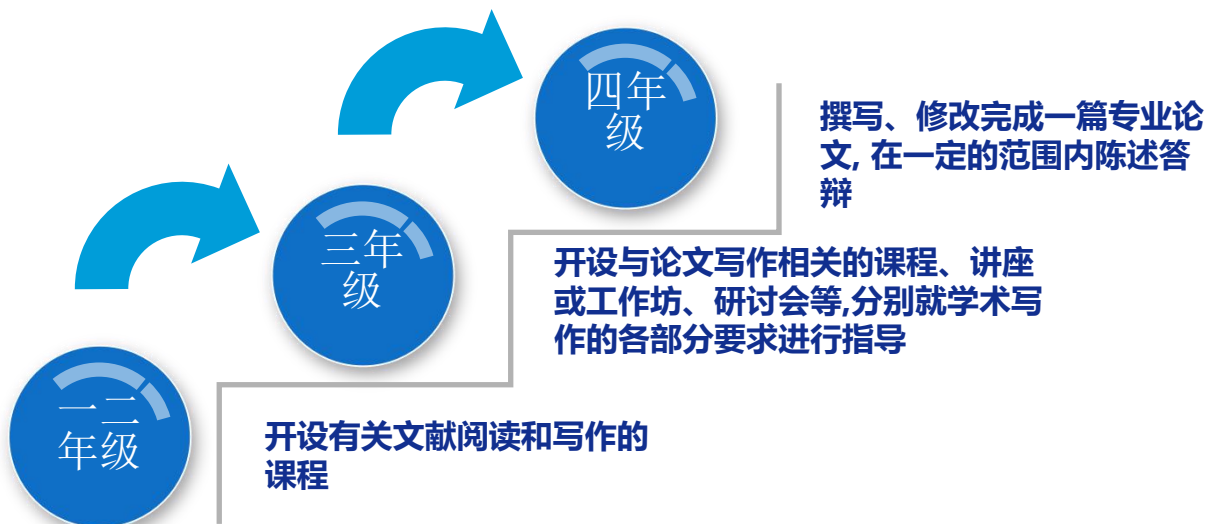 四年
级
撰写、修改完成一篇专业论
文, 在一定的范围内陈述答
辩
三年
级
开设与论文写作相关的课程、讲座
或工作坊、研讨会等,分别就学术写
作的各部分要求进行指导
一二
年级
开设有关文献阅读和写作的
课程